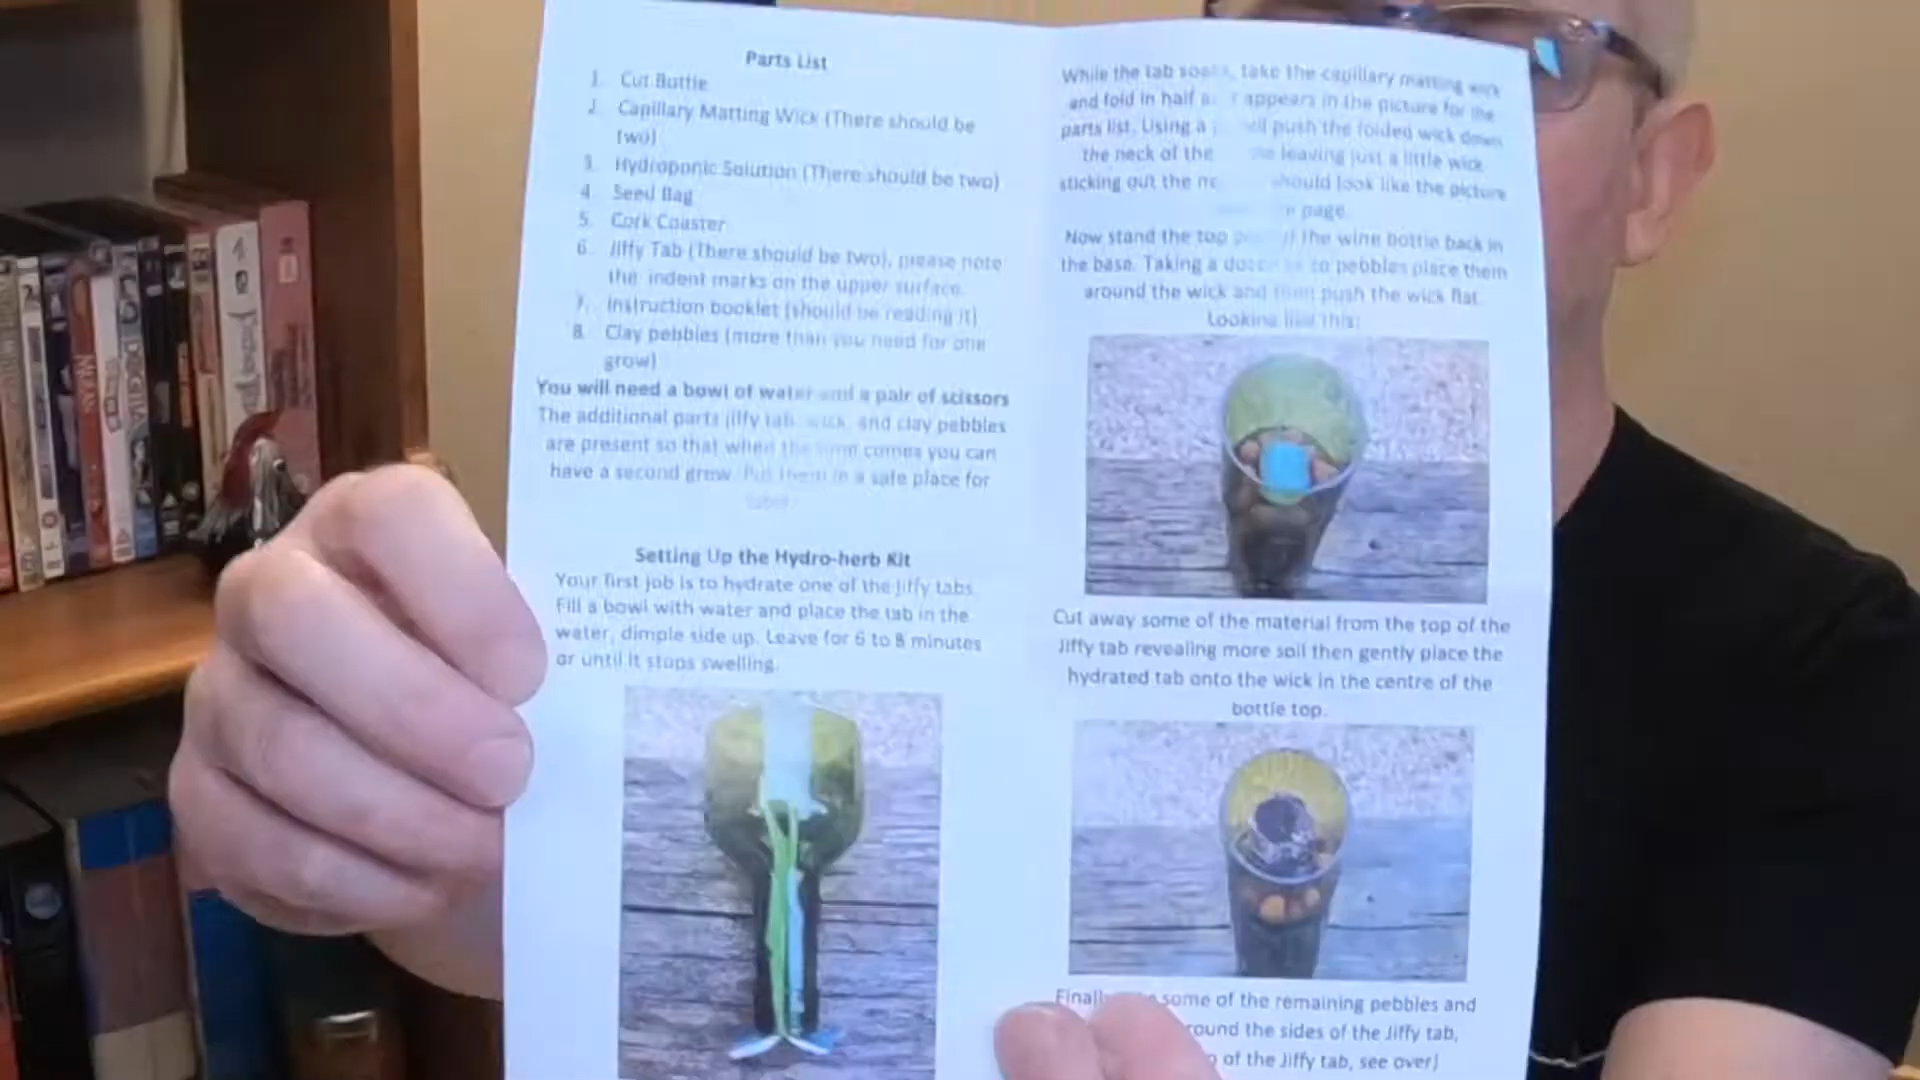 Parts List
1. Cut Bottle
2. Capillary Matting Wick (There should be
two)
3. Hydroponic Solution (There should be two)
4. Seed Bag
5. Cork Coaster
6. Jiffy Tab (There should be two), please note
the indent marks on the upper surface.
7. Instruction booklet (should be reading it)
8. Clay pebbles (more than you need for one
grow)
You will need a bowl of water and a pair of scissors
The additional parts jiffy tab, wick, and clay pebbles
are present so that when the time comes you can
have a second grow. Put them in a safe place for
later
Setting Up the Hydro-herb Kit
Your first job is to hydrate one of the Jiffy tabs.
Fill a bowl with water and place the tab in the
water, dimple side up. Leave for 6 to 8 minutes
or until it stops swelling.
While the tab soaks, take the capillary matting wick
and fold in half appears in the picture for the
parts list. Using a push the folded wick down
the neck of the leaving just a little wick
sticking out the should look like the picture
page.
Now stand the top the wine bottle back in
the base. Taking a pebbles place them
around the wick and then push the wick flat.
Looking like this:
Cut away some of the material from the top of the
Jiffy tab revealing more soil then gently place the
hydrated tab onto the wick in the centre of the
bottle top.
some of the remaining pebbles and
the sides of the Jiffy tab,
of the Jiffy tab, see over)